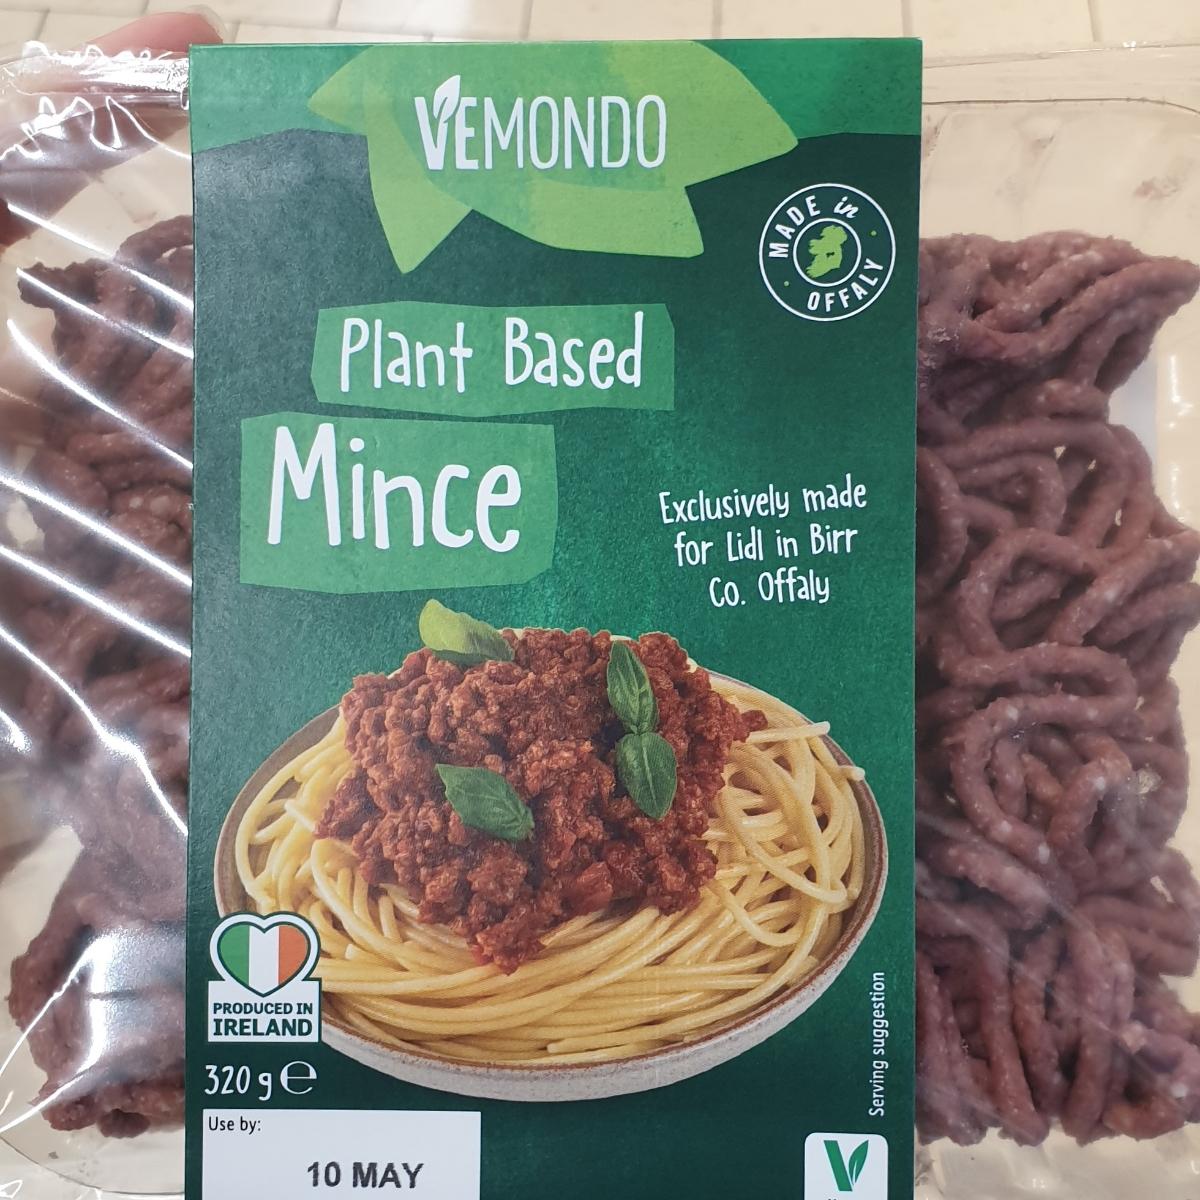 VEMONDO
MADE in
OFFALY
Plant Based
Mince
Exclusively made
for Lidl in Birr
Co. Offaly
PRODUCED IN
IRELAND
320 g ℮
Serving suggestion
Use by:
10 MAY